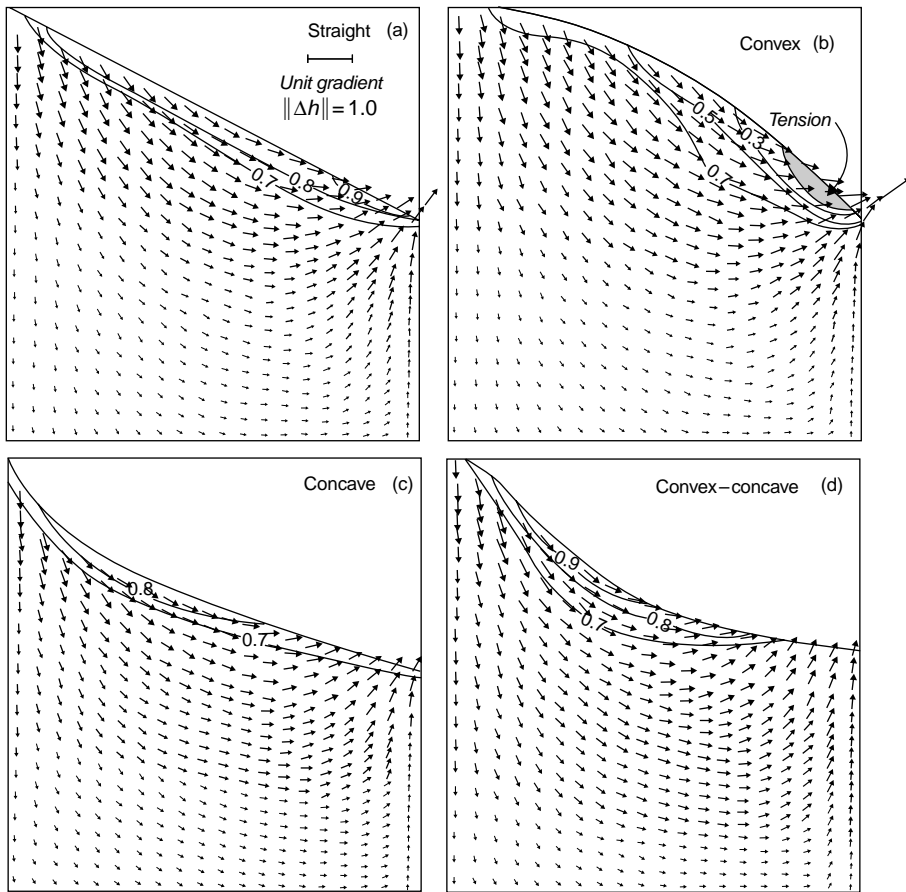 Straight (a)
Unit gradient
‖Δh‖ = 1.0
0.7
0.8
0.9
Convex (b)
Tension
0.5
0.3
0.7
Concave (c)
0.8
0.7
Convex–concave (d)
0.9
0.8
0.7